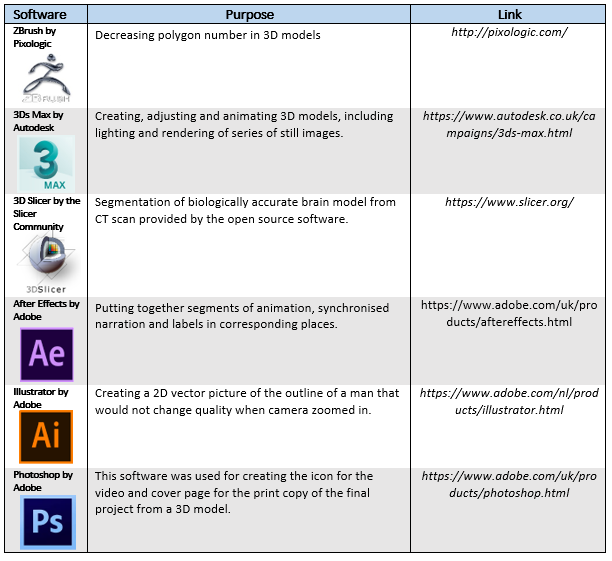 Software Purpose Link
ZBrush by
Pixologic
Decreasing polygon number in 3D models
http://pixologic.com/
ZBRUSH
3Ds Max by
Autodesk
Creating, adjusting and animating 3D models, including
lighting and rendering of series of still images.
https://www.autodesk.co.uk/ca
mpaigns/3ds-max.html
3
MAX
3D Slicer by the
Slicer
Community
Segmentation of biologically accurate brain model from
CT scan provided by the open source software.
https://www.slicer.org/
3DSlicer
After Effects by
Adobe
Putting together segments of animation, synchronised
narration and labels in corresponding places.
https://www.adobe.com/uk/pro
ducts/aftereffects.html
Ae
Illustrator by
Adobe
Creating a 2D vector picture of the outline of a man that
would not change quality when camera zoomed in.
https://www.adobe.com/nl/prod
ucts/illustrator.html
Ai
Photoshop by
Adobe
This software was used for creating the icon for the
video and cover page for the print copy of the final
project from a 3D model.
https://www.adobe.com/uk/pro
ducts/photoshop.html
Ps